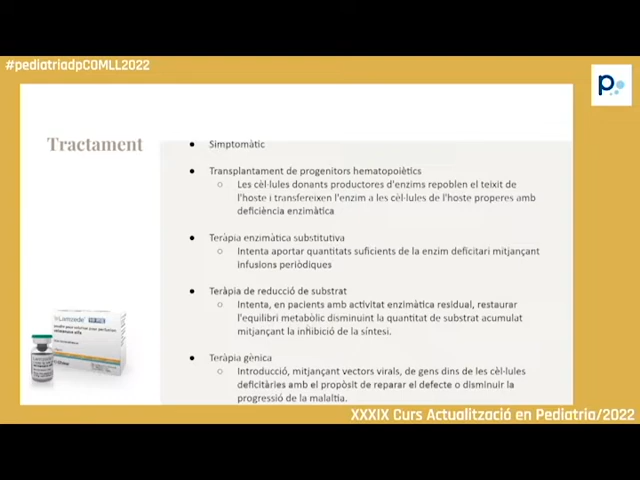 #pediatriadpCOMLL2022
p
Tractament
● Simptomàtic
● Transplantament de progenitors hematopoiètics
○ Les cèl·lules donants productores d'enzims repoblen el teixit de
l'hoste i transfereixen l'enzim a les cèl·lules de l'hoste properes amb
deficiència enzimàtica
● Teràpia enzimàtica substitutiva
○ Intenta aportar quantitats suficients de la enzim deficitari mitjançant
infusions periòdiques
● Teràpia de reducció de substrat
○ Intenta, en pacients amb activitat enzimàtica residual, restaurar
l'equilibri metabòlic disminuint la quantitat de substrat acumulat
mitjançant la inhibició de la síntesi.
● Teràpia gènica
○ Introducció, mitjançant vectors virals, de gens dins de les cèl·lules
deficitàries amb el propòsit de reparar el defecte o disminuir la
progressió de la malaltia.
Lamzede
XXXIX Curs Actualització en Pediatria/2022